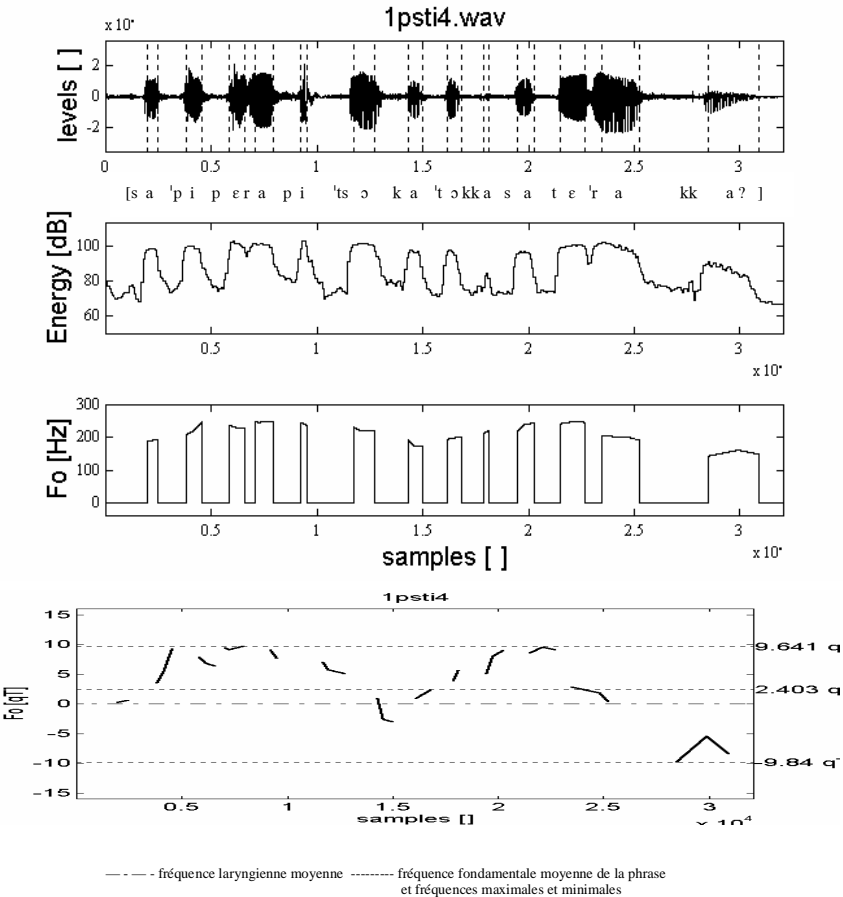 1psti4.wav
x 10⁴
levels [ ]
2
0
-2
0 0.5 1 1.5 2 2.5 3
[s a ˈp i p ɛ r a p i ˈts ɔ k a ˈt ɔ kk a s a t ɛ ˈr a kk a ? ]
Energy [dB]
100
80
60
0.5 1 1.5 2 2.5 3
x 10⁴
Fo [Hz]
300
200
100
0
0.5 1 1.5 2 2.5 3
samples [ ] x 10⁴
1psti4
Fo [qT]
15
10 9.641 q
5
2.403 q
0
-5
-10 -9.84 q
-15
0.5 1 1.5 2 2.5 3
samples [] x 10⁴
fréquence laryngienne moyenne fréquence fondamentale moyenne de la phrase
et fréquences maximales et minimales